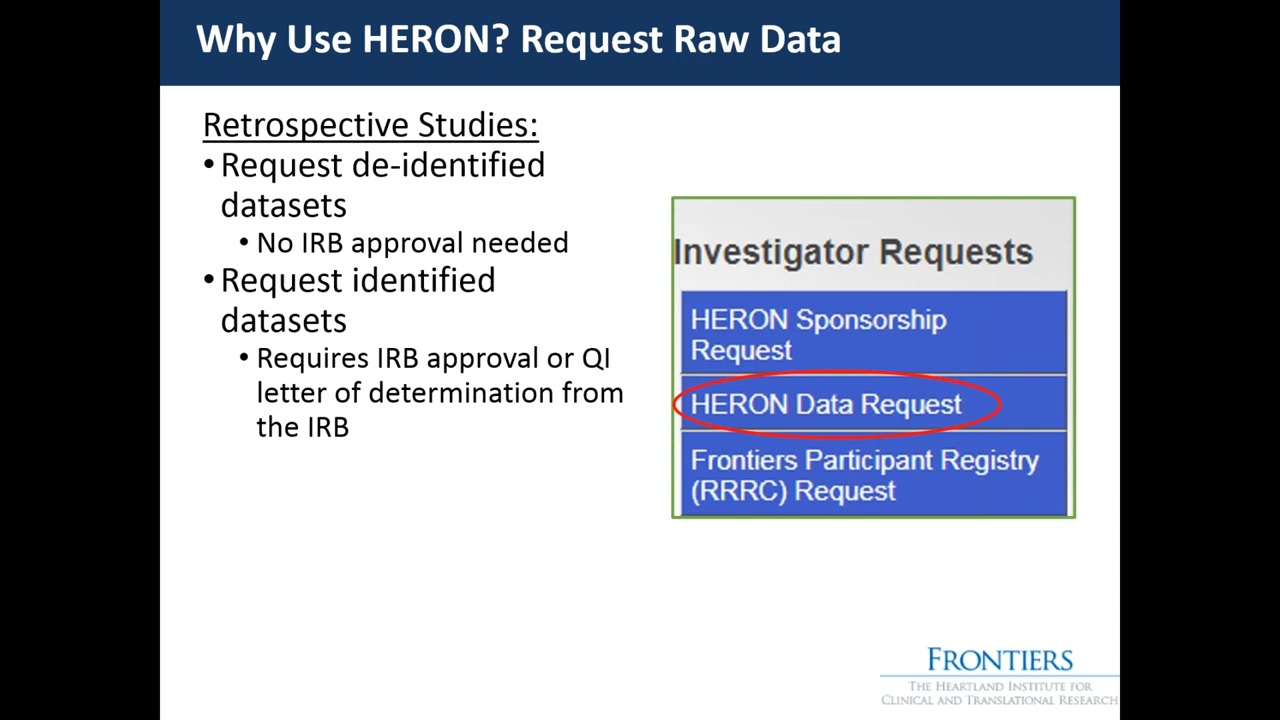 Why Use HERON? Request Raw Data
Retrospective Studies:
•Request de-identified
datasets
•No IRB approval needed
•Request identified
datasets
•Requires IRB approval or QI
letter of determination from
the IRB
Investigator Requests
HERON Sponsorship
Request
HERON Data Request
Frontiers Participant Registry
(RRRC) Request
FRONTIERS
THE HEARTLAND INSTITUTE FOR
CLINICAL AND TRANSLATIONAL RESEARCH